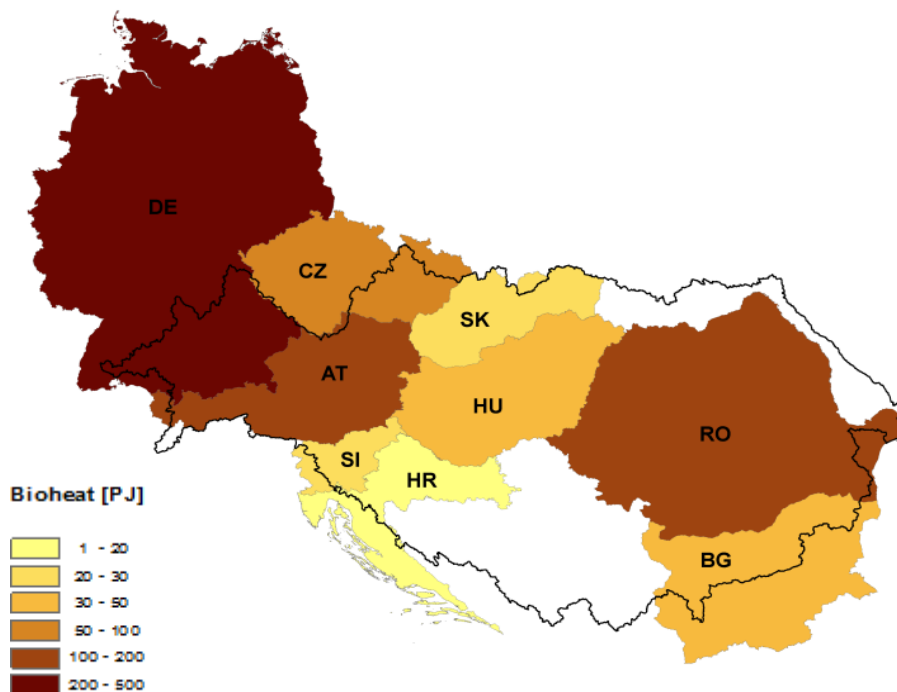 DE
CZ
SK
AT
HU
RO
SI
HR
Bioheat [PJ]
BG
1 - 20
20 - 30
30 - 50
50 - 100
100 - 200
200 - 500